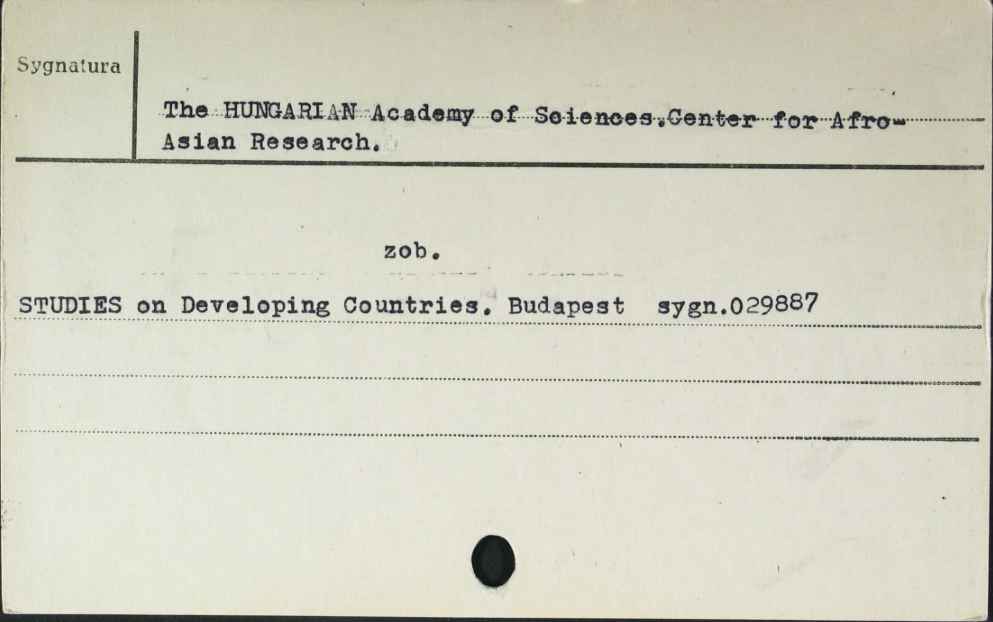 Sygnatura
The HUNGARIAN Academy of Sciences.Center for Afro-
Asian Research.
zob.
STUDIES on Developing Countries. Budapest sygn.029887